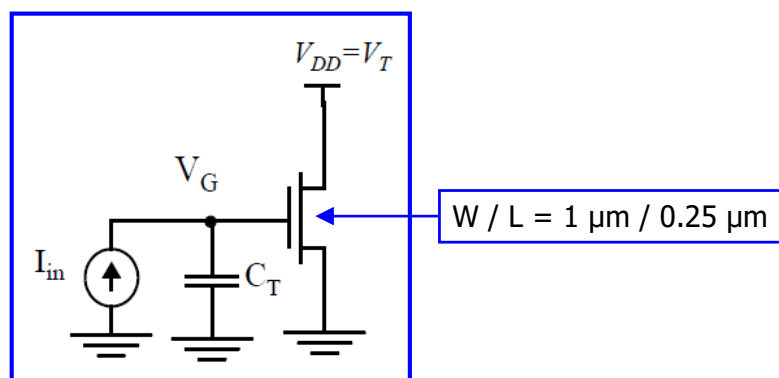 V_DD=V_T
V_G
W / L = 1 µm / 0.25 µm
I_in
C_T